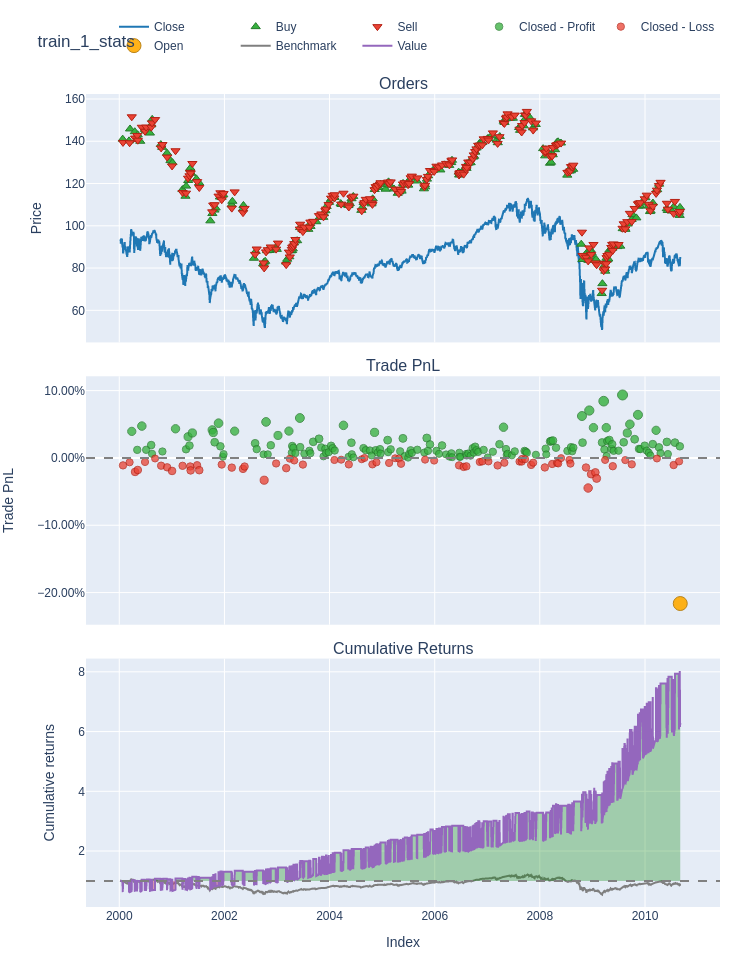 train_1_stats
Close
Buy
Sell
Closed - Profit
Closed - Loss
Open
Benchmark
Value
Orders
160
140
120
100
80
60
Price
Trade PnL
10.00%
0.00%
−10.00%
−20.00%
Trade PnL
Cumulative Returns
8
6
4
2
Cumulative returns
2000
2002
2004
2006
2008
2010
Index